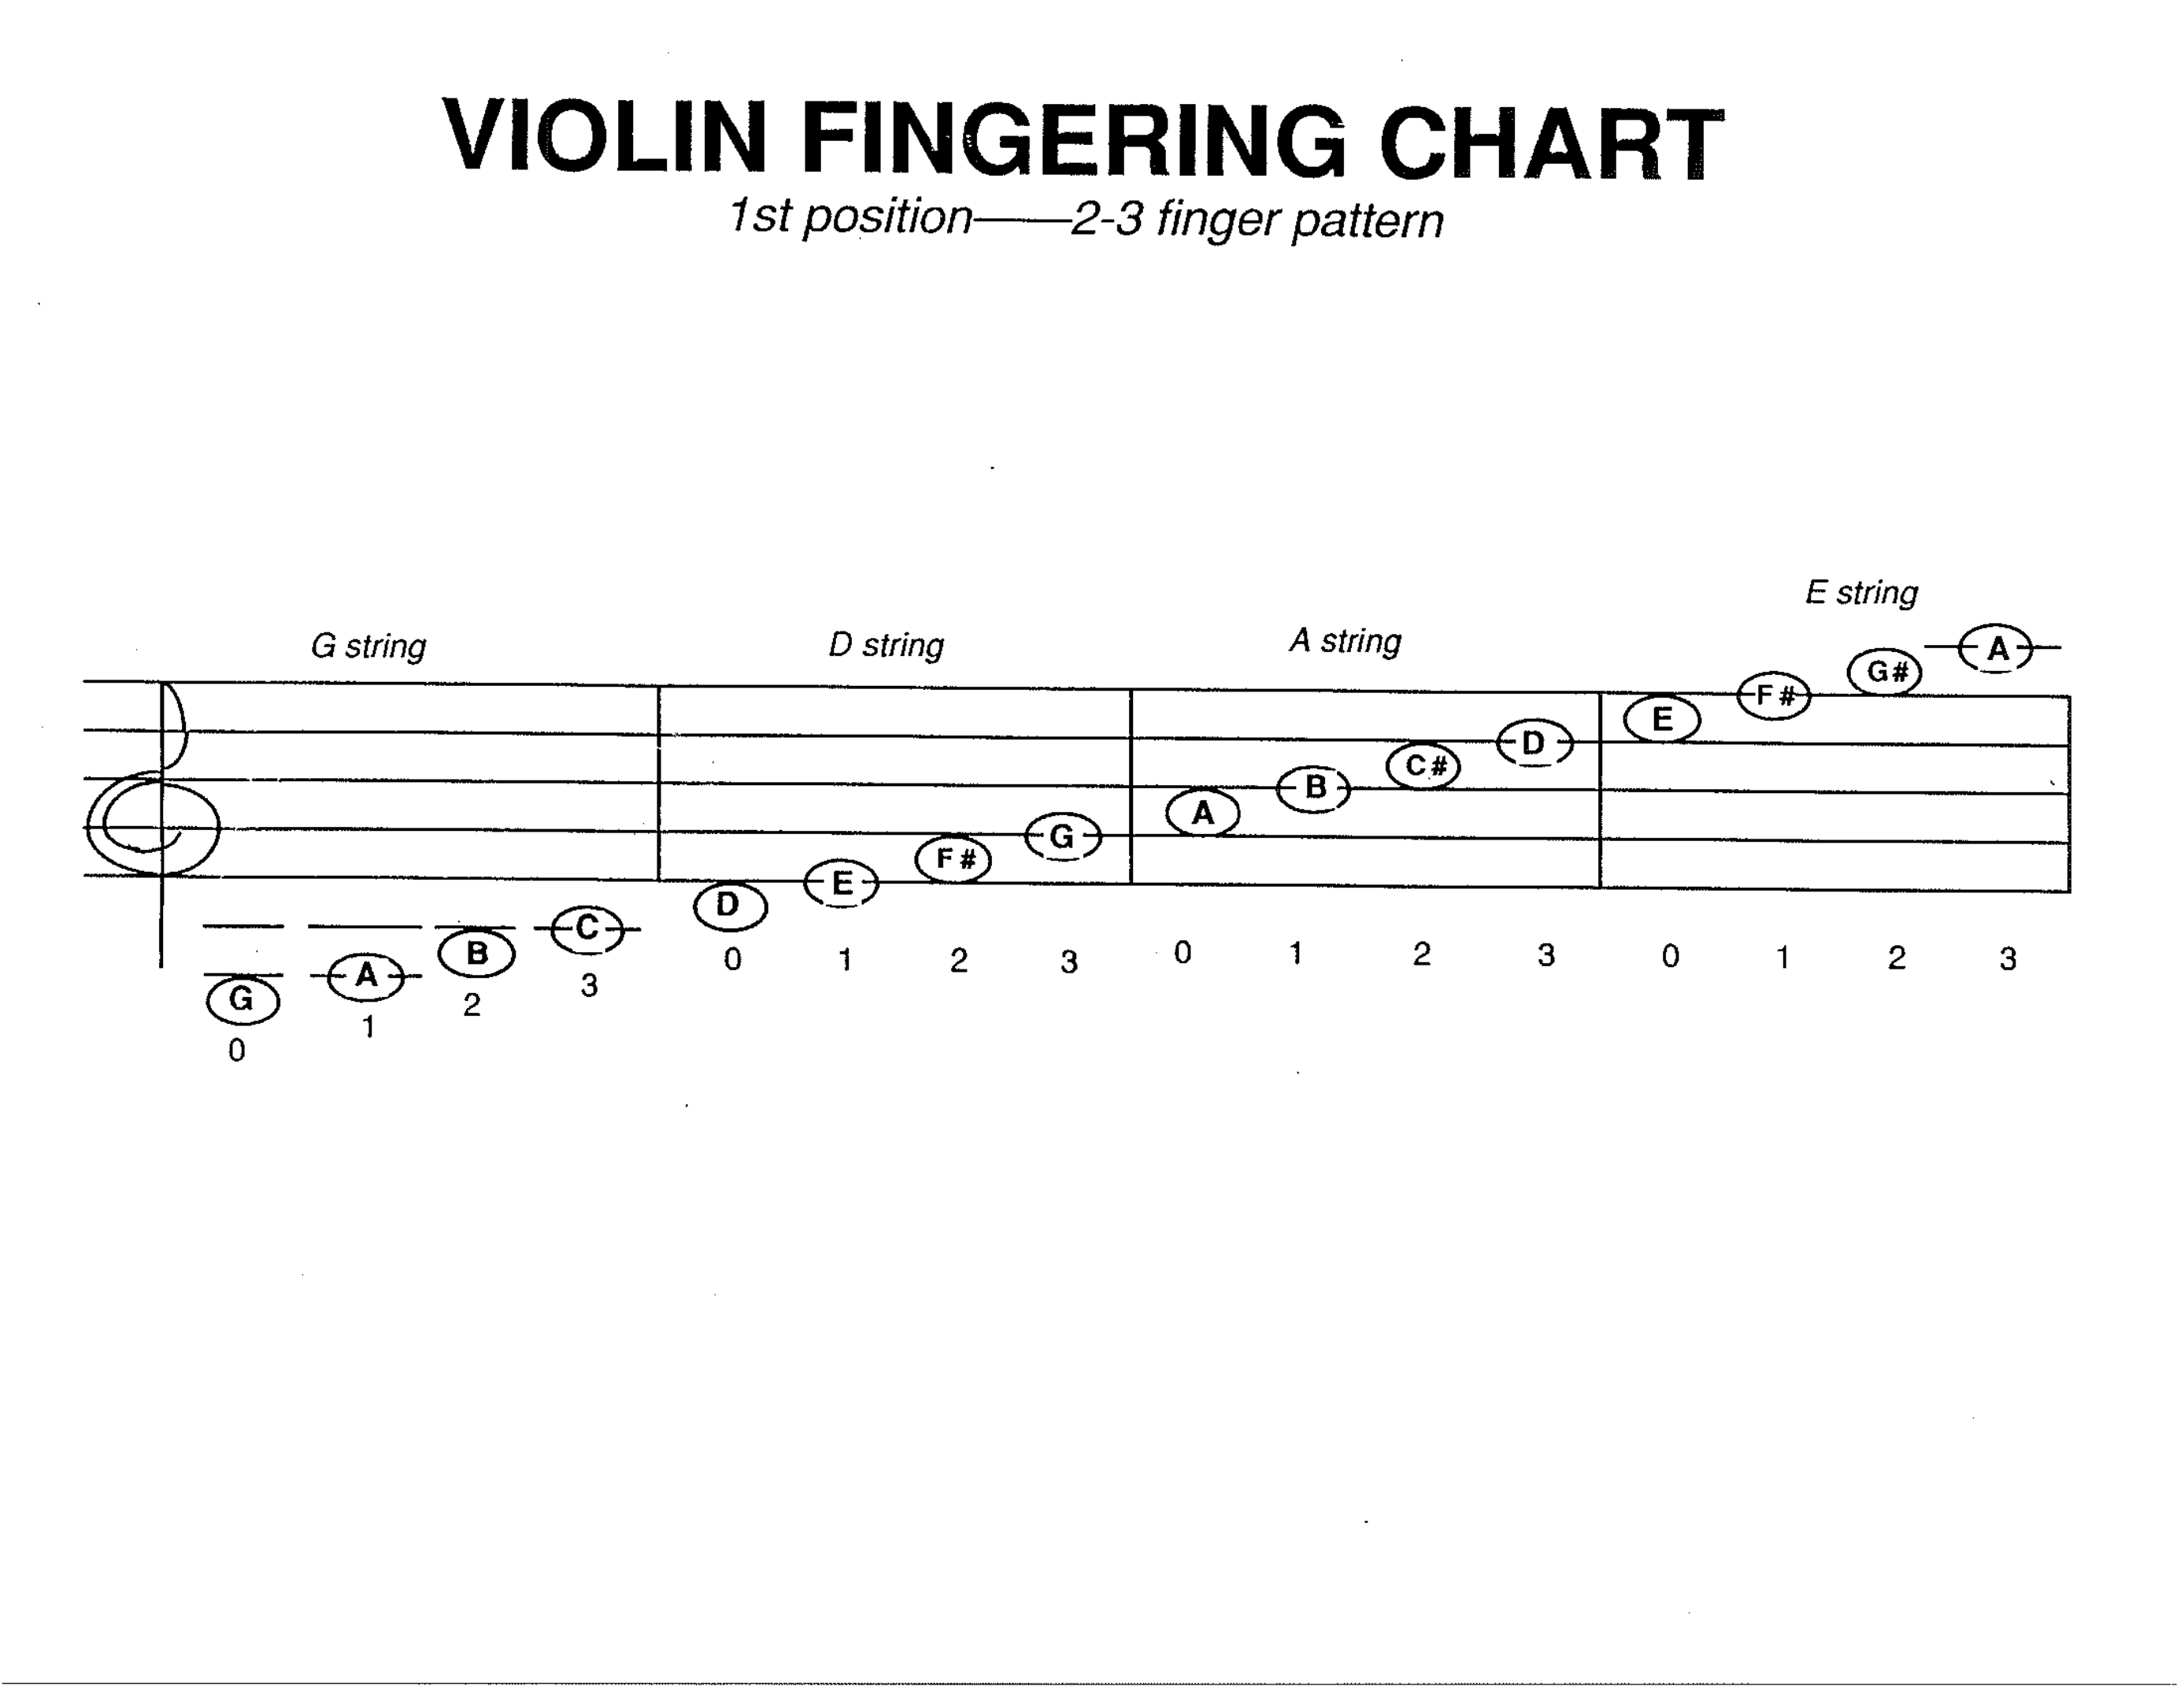 VIOLIN FINGERING CHART
1st position——2-3 finger pattern
G string
D string
A string
E string
G A B C
D E F# G
A B C# D
E F# G# A
0 1 2 3
0 1 2 3
0 1 2 3
0 1 2 3